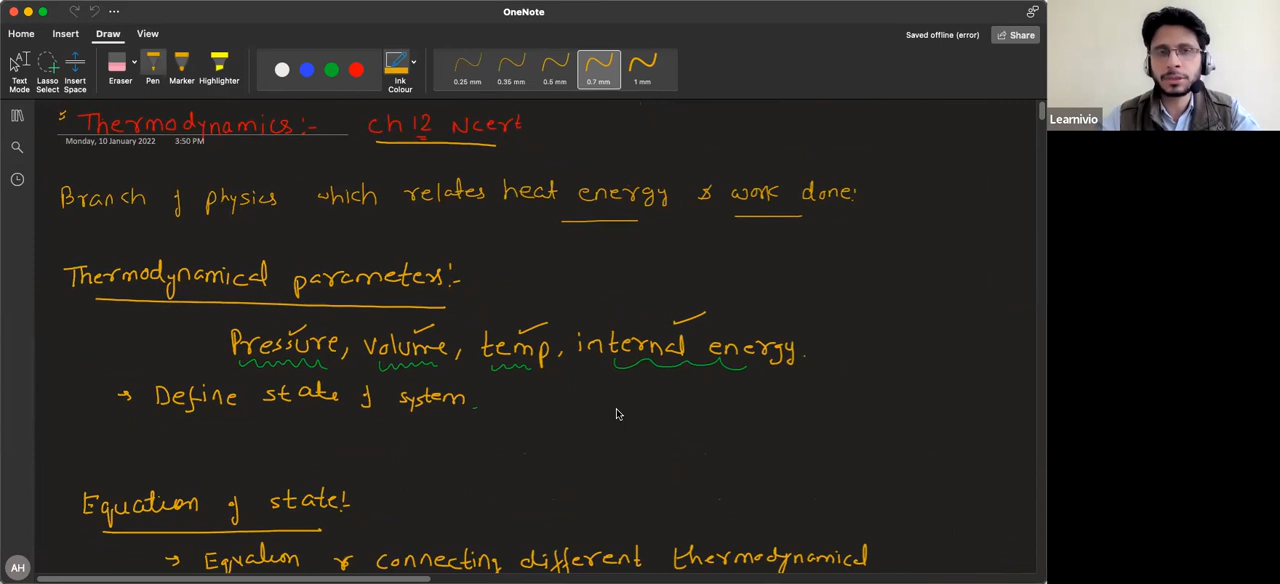 OneNote
Home Insert Draw View
Saved offline (error) Share
Text Mode Lasso Select Insert Space Eraser Pen Marker Highlighter Ink Colour 0.25 mm 0.35 mm 0.5 mm 0.7 mm 1 mm
Thermodynamics:- Ch 12 Ncert
Monday, 10 January 2022 3:50 PM
Learnivio
Branch of physics which relates heat energy & work done:
Thermodynamical parameters:-
Pressure, volume, temp, internal energy.
→ Define state of system.
Equation of state:
→ Equation connecting different thermodynamical
AH